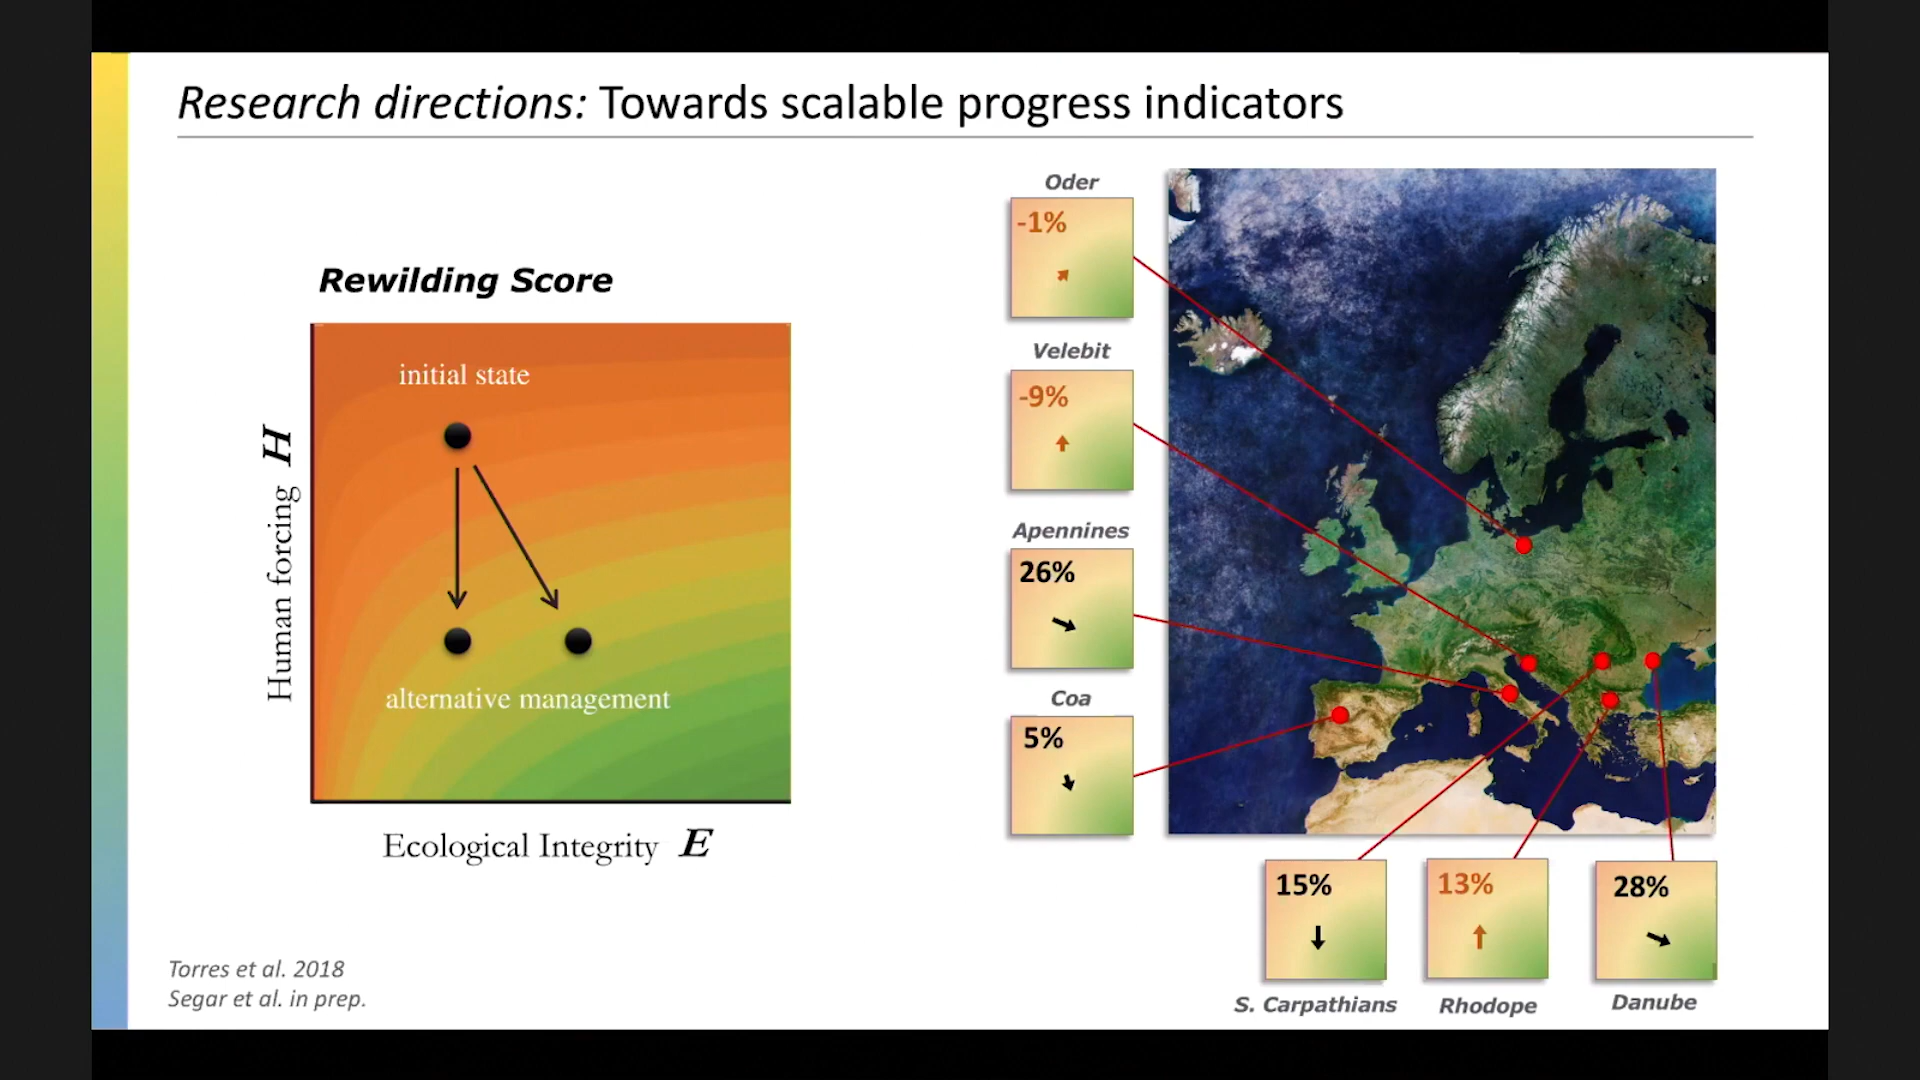 Research directions: Towards scalable progress indicators
Rewilding Score
initial state
alternative management
Human forcing H
Ecological Integrity E
Oder
-1%
Velebit
-9%
Apennines
26%
Coa
5%
15%
S. Carpathians
13%
Rhodope
28%
Danube
Torres et al. 2018
Segar et al. in prep.